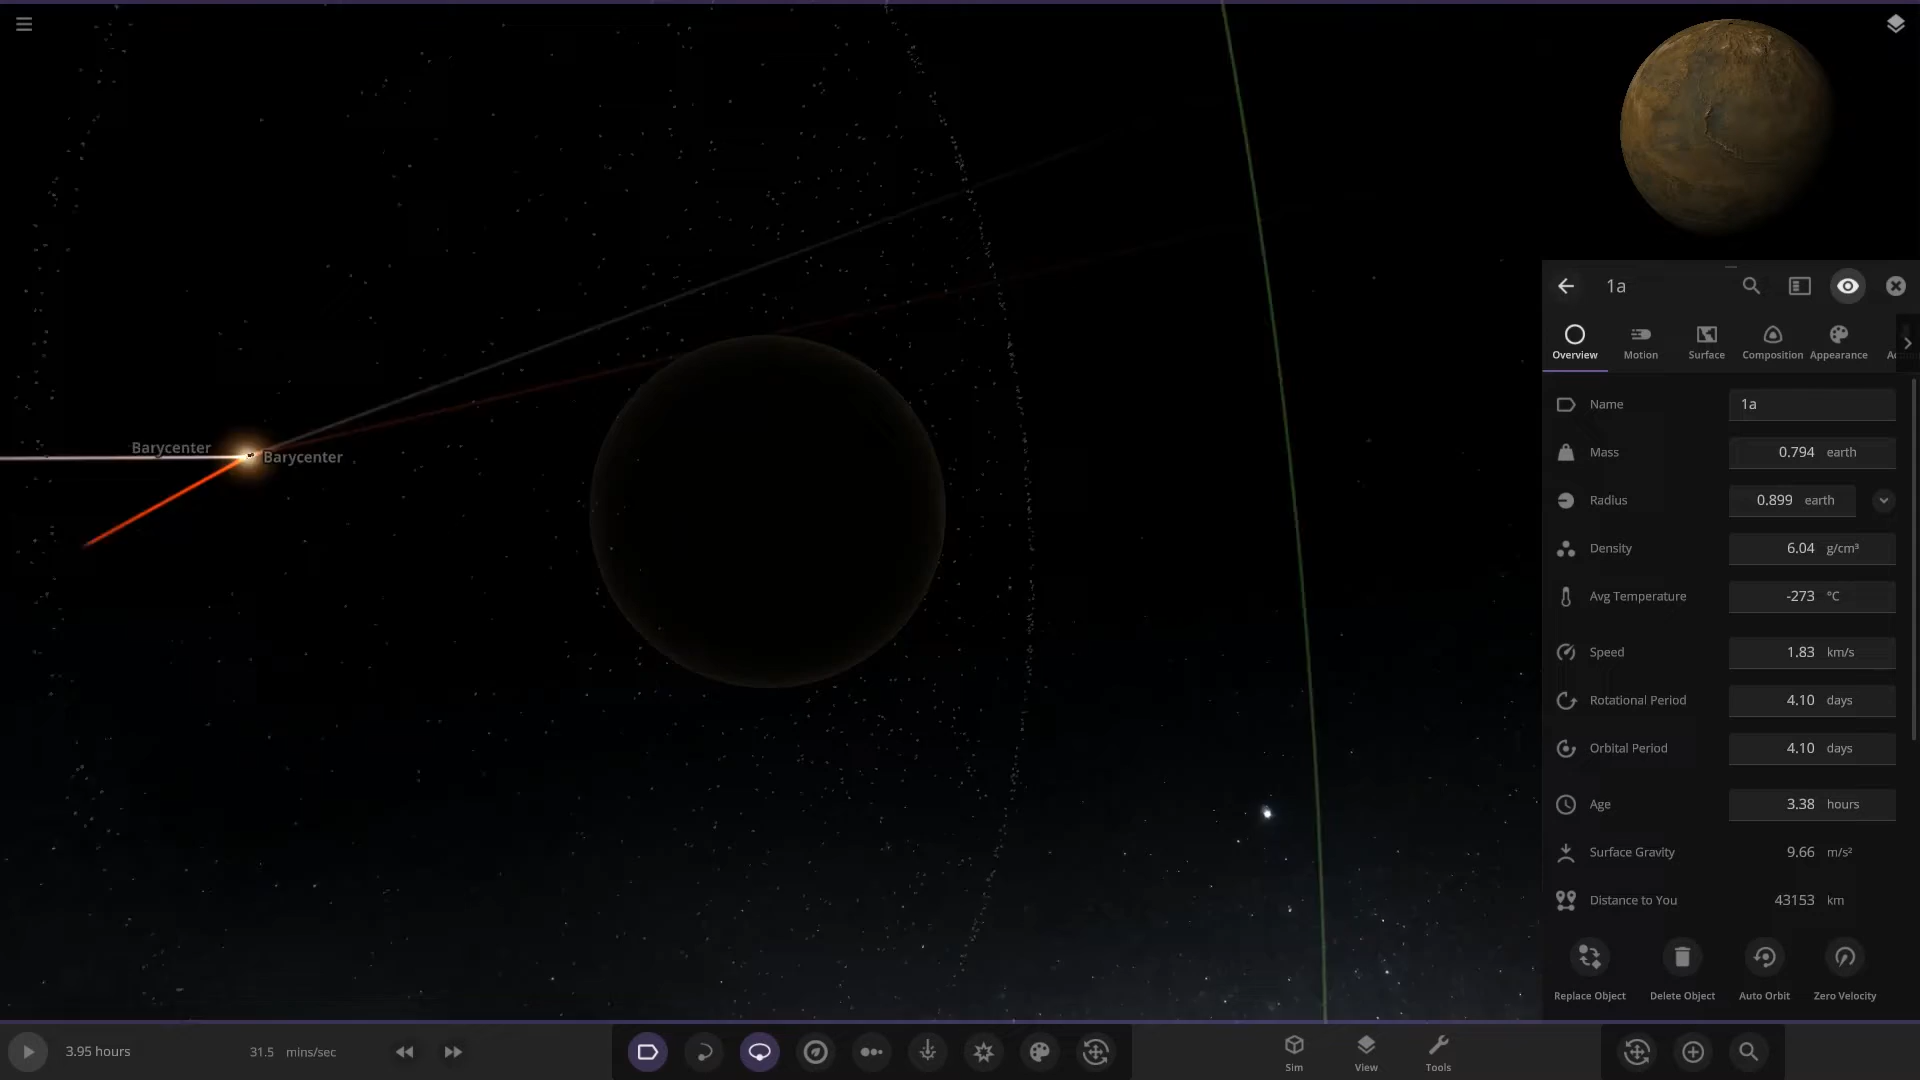 Barycenter
Barycenter
1a
Overview Motion Surface Composition Appearance
Name 1a
Mass 0.794 earth
Radius 0.899 earth
Density 6.04 g/cm³
Avg Temperature -273 °C
Speed 1.83 km/s
Rotational Period 4.10 days
Orbital Period 4.10 days
Age 3.38 hours
Surface Gravity 9.66 m/s²
Distance to You 43153 km
Replace Object Delete Object Auto Orbit Zero Velocity
3.95 hours 31.5 mins/sec Sim View Tools